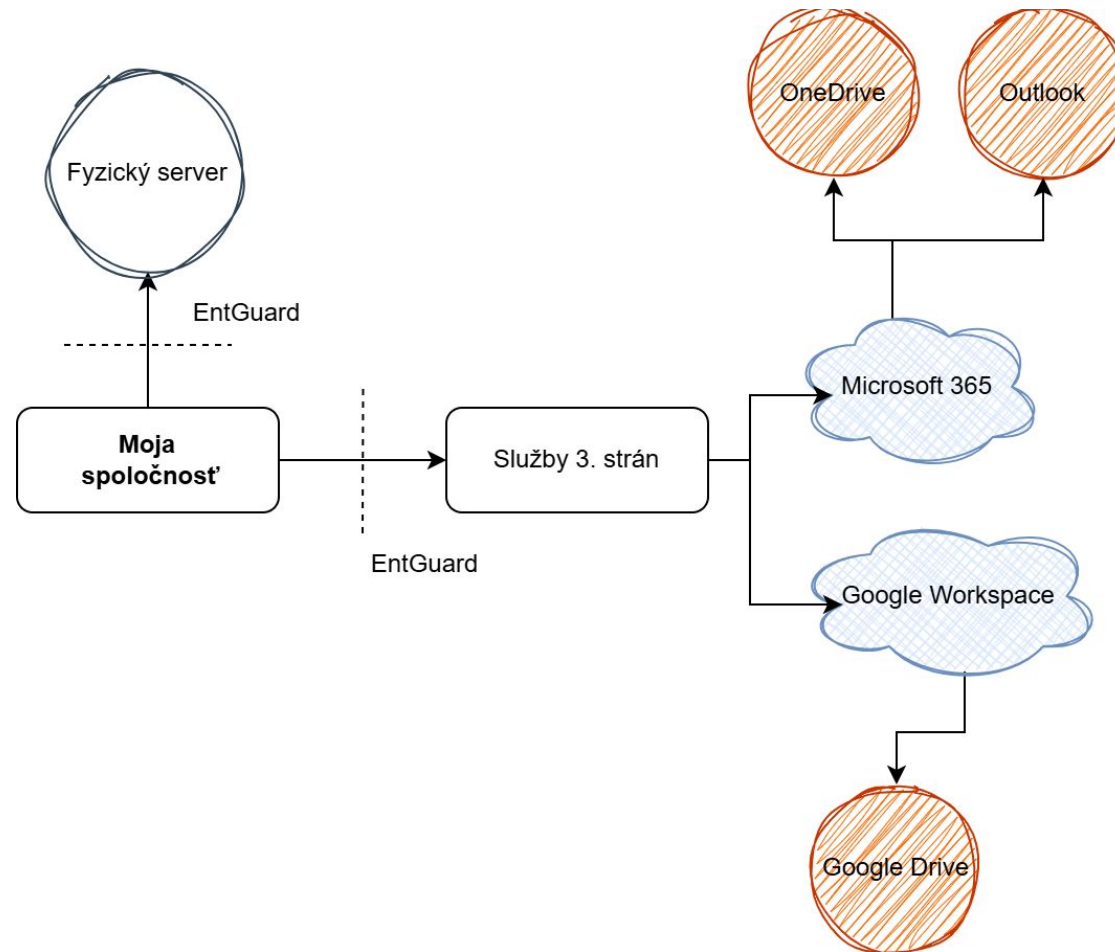 OneDrive
Outlook
Fyzický server
EntGuard
Microsoft 365
Moja
spoločnosť
Služby 3. strán
EntGuard
Google Workspace
Google Drive